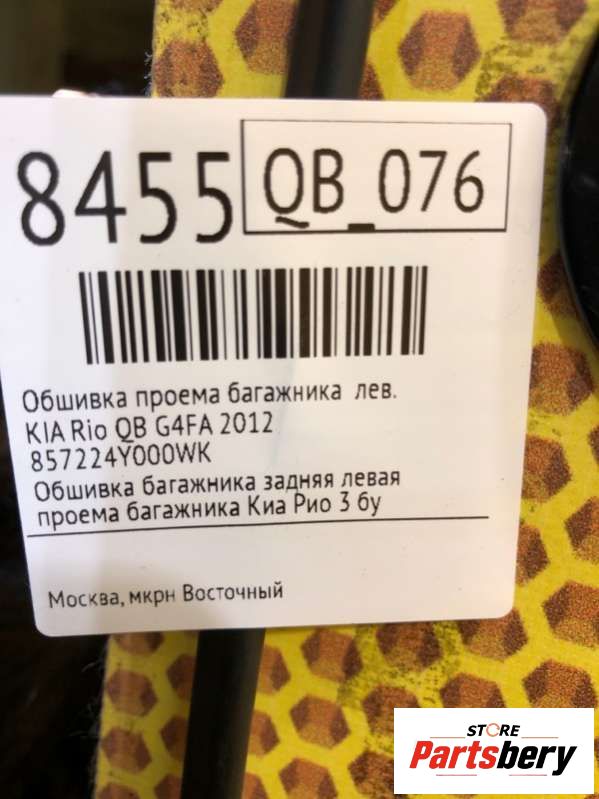 8455 QB_076
Обшивка проема багажника лев.
KIA Rio QB G4FA 2012
857224Y000WK
Обшивка багажника задняя левая
проема багажника Киа Рио 3 бу
Москва, мкрн Восточный
STORE
Partsbery